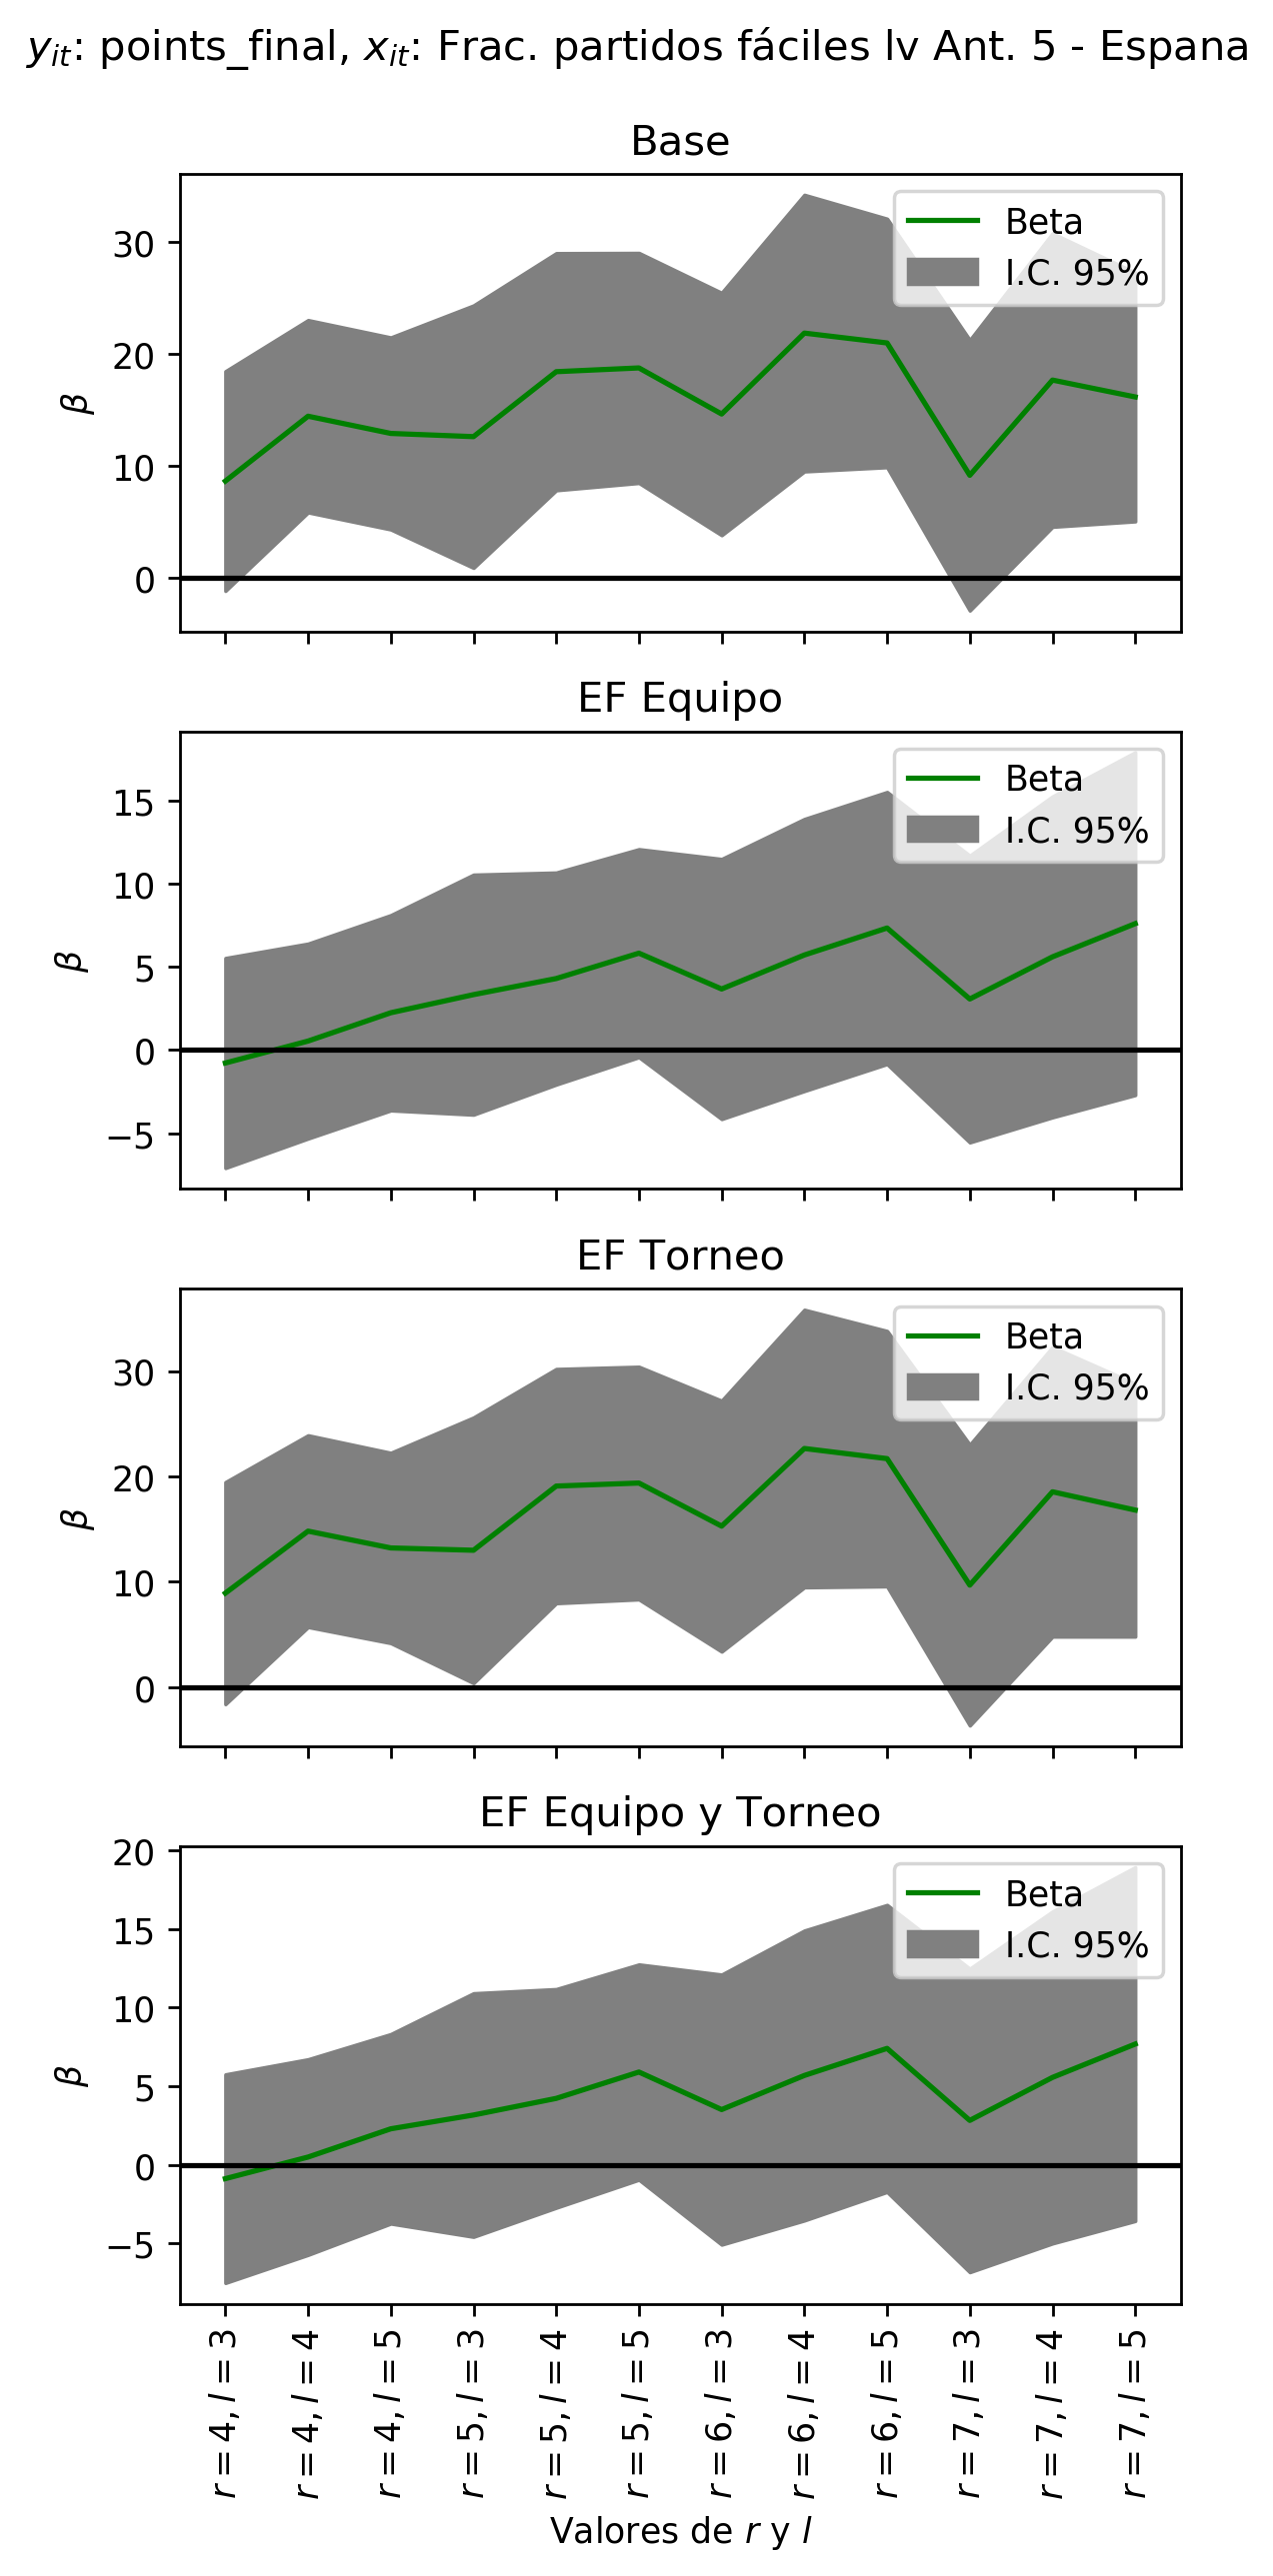 y_it: points_final, x_it: Frac. partidos fáciles lv Ant. 5 - Espana
Base
Beta
I.C. 95%
30
20
10
0
β
EF Equipo
Beta
I.C. 95%
15
10
5
0
−5
β
EF Torneo
Beta
I.C. 95%
30
20
10
0
β
EF Equipo y Torneo
Beta
I.C. 95%
20
15
10
5
0
−5
β
r = 4, l = 3
r = 4, l = 4
r = 4, l = 5
r = 5, l = 3
r = 5, l = 4
r = 5, l = 5
r = 6, l = 3
r = 6, l = 4
r = 6, l = 5
r = 7, l = 3
r = 7, l = 4
r = 7, l = 5
Valores de r y l